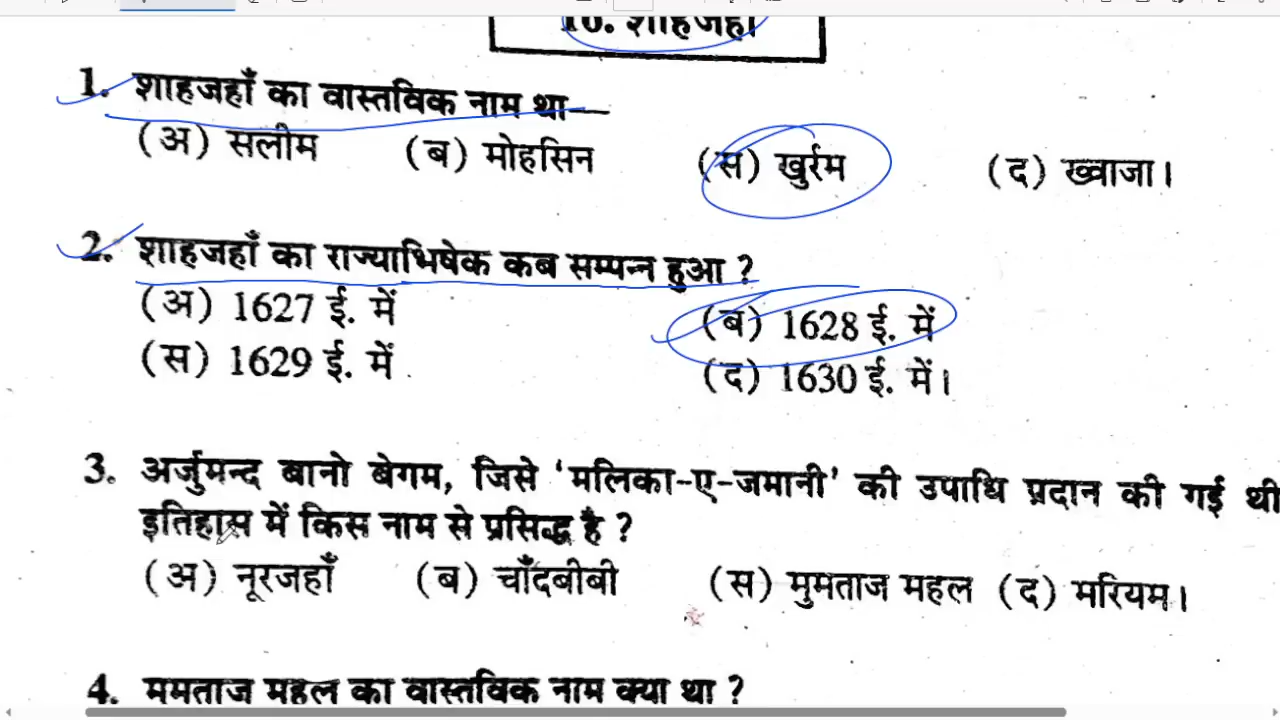 10. शाहजहाँ
1. शाहजहाँ का वास्तविक नाम था—
(अ) सलीम (ब) मोहसिन (स) खुर्रम (द) ख्वाजा।
2. शाहजहाँ का राज्याभिषेक कब सम्पन्न हुआ ?
(अ) 1627 ई. में (ब) 1628 ई. में
(स) 1629 ई. में (द) 1630 ई. में।
3. अर्जुमन्द बानो बेगम, जिसे ‘मलिका-ए-जमानी’ की उपाधि प्रदान की गई थी
इतिहास में किस नाम से प्रसिद्ध है ?
(अ) नूरजहाँ (ब) चाँदबीबी (स) मुमताज महल (द) मरियम।
4. ममताज महल का वास्तविक नाम क्या था ?